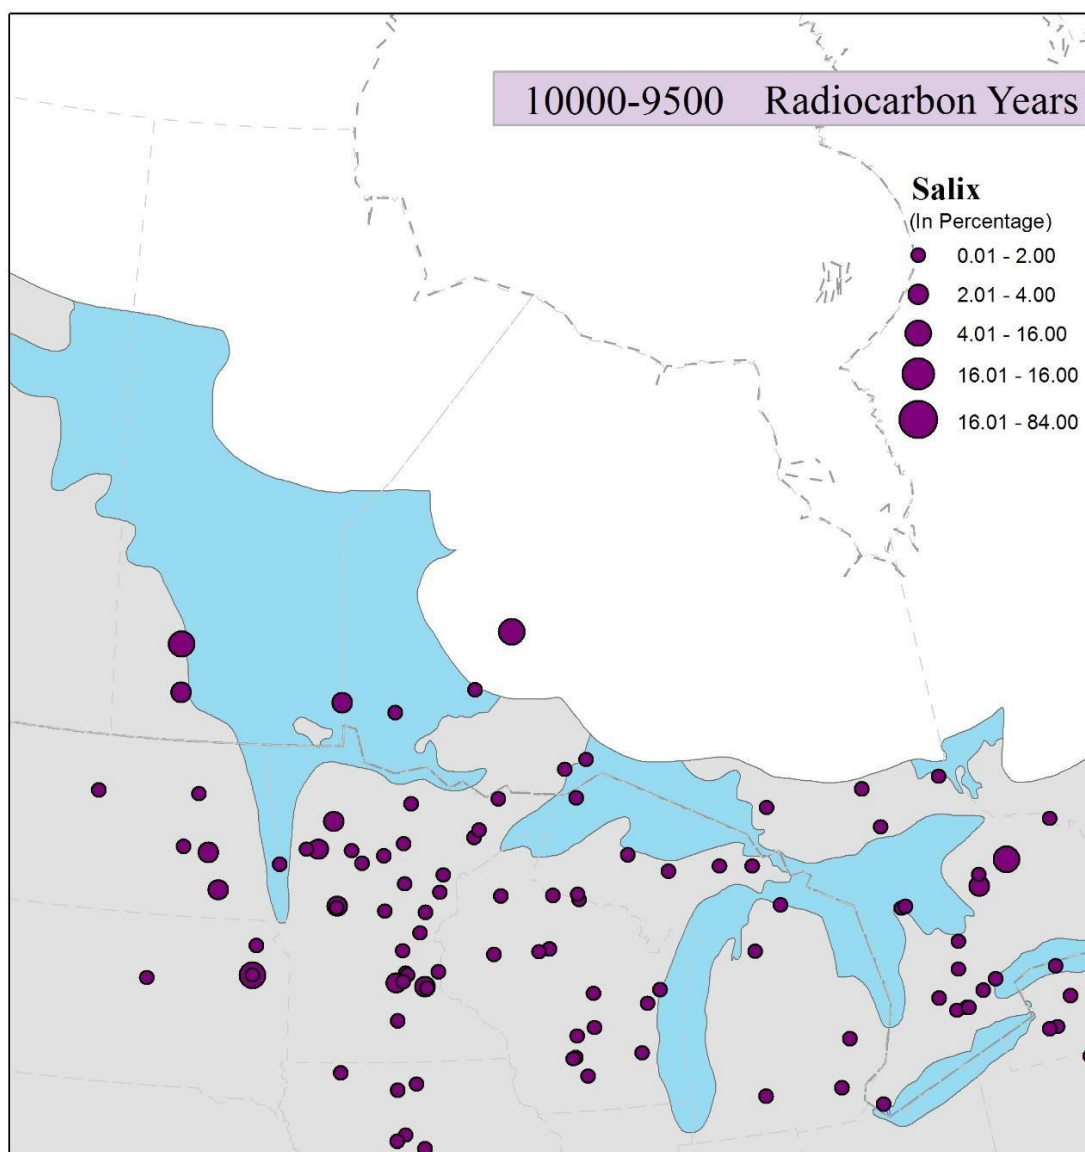 10000-9500 Radiocarbon Years
Salix
(In Percentage)
0.01 - 2.00
2.01 - 4.00
4.01 - 16.00
16.01 - 16.00
16.01 - 84.00